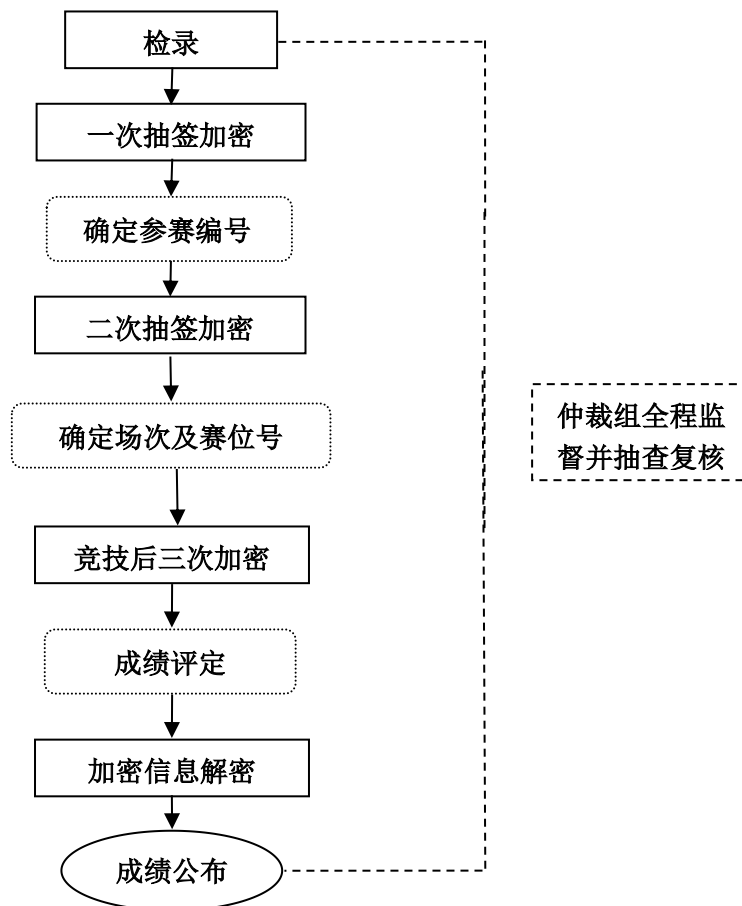 检录
一次抽签加密
确定参赛编号
二次抽签加密
确定场次及赛位号
仲裁组全程监
督并抽查复核
竞技后三次加密
成绩评定
加密信息解密
成绩公布